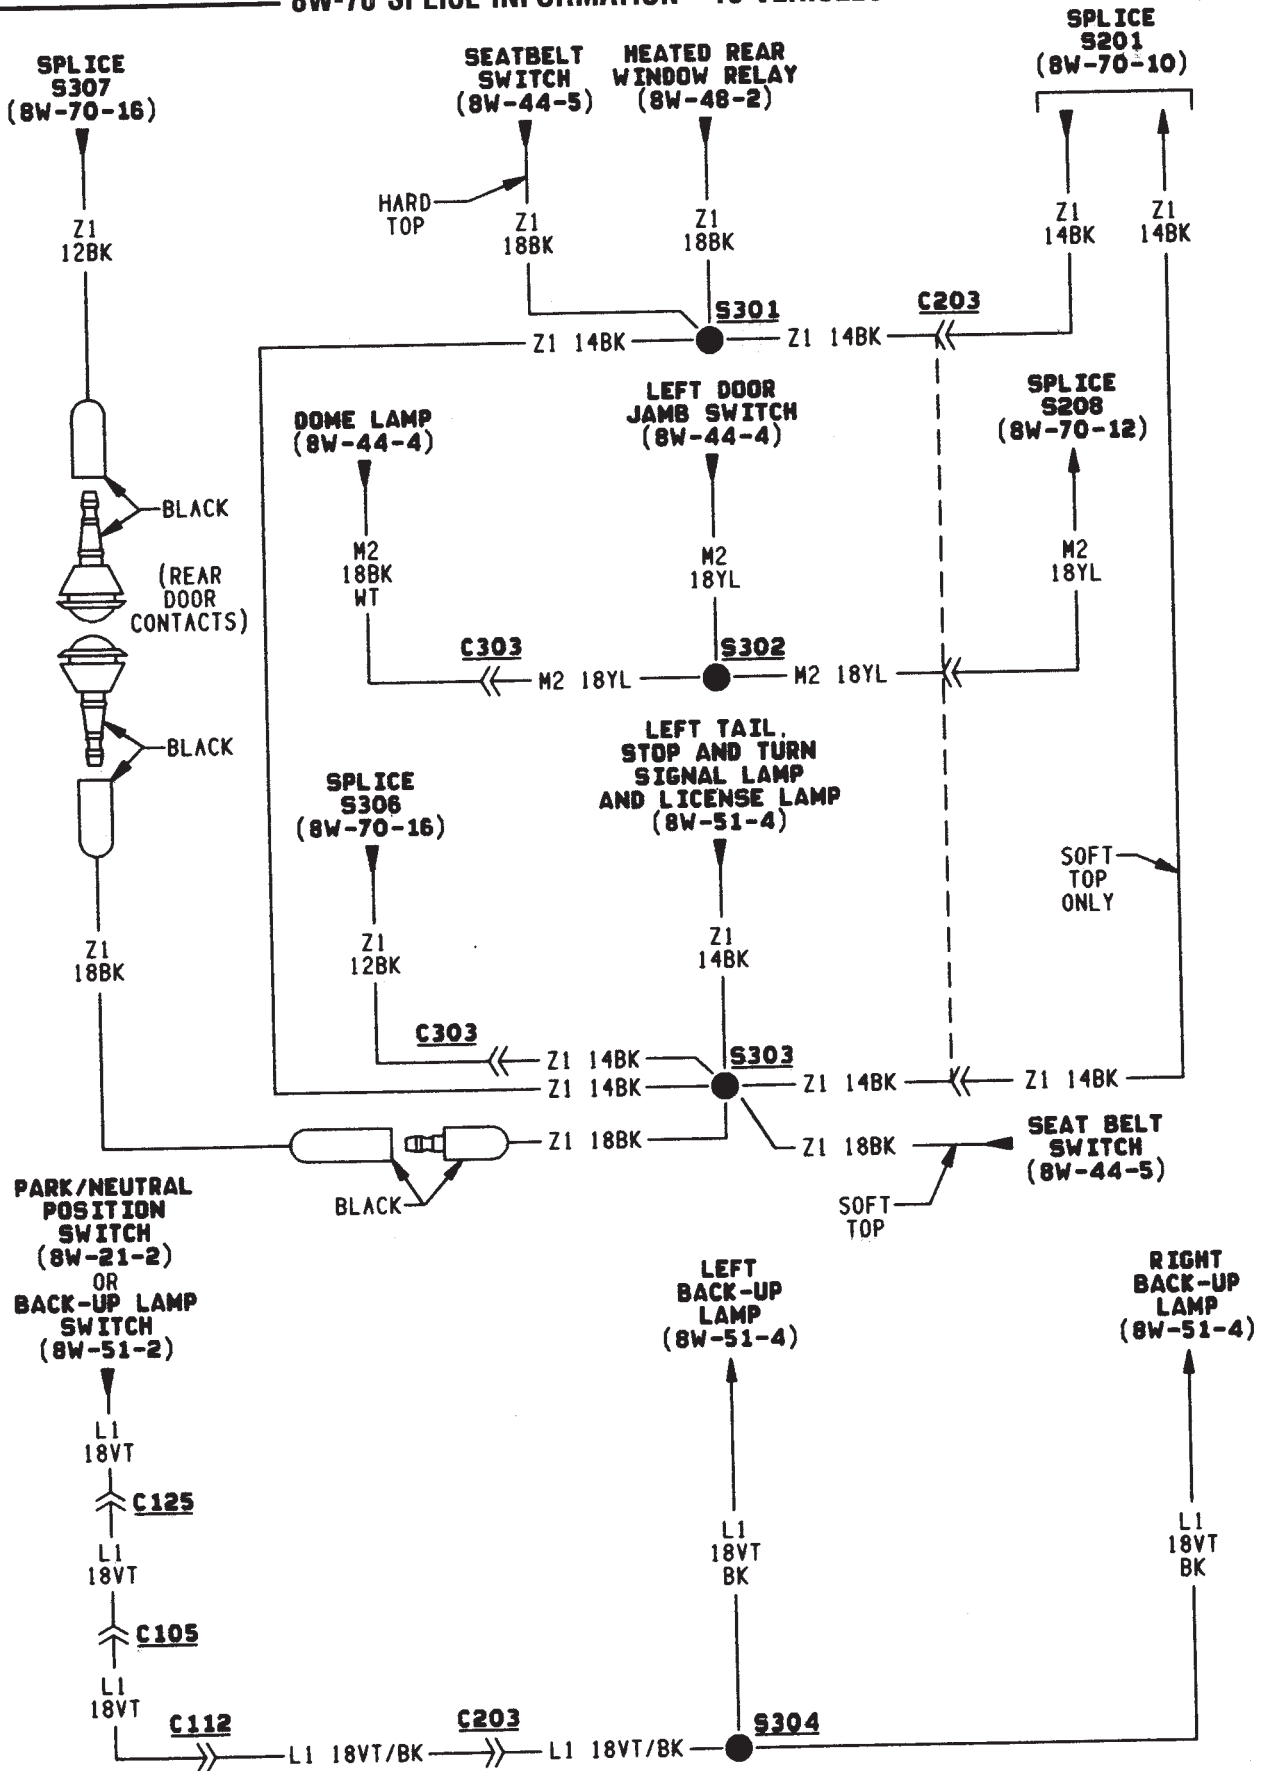 SPLICE
S307
(8W-70-16)
SEATBELT
SWITCH
(8W-44-5)
HEATED REAR
WINDOW RELAY
(8W-48-2)
SPLICE
S201
(8W-70-10)
HARD
TOP
Z1
12BK
Z1
18BK
Z1
18BK
Z1
14BK
Z1
14BK
S301
C203
Z1 14BK
Z1 14BK
DOME LAMP
(8W-44-4)
LEFT DOOR
JAMB SWITCH
(8W-44-4)
SPLICE
S208
(8W-70-12)
BLACK
(REAR
DOOR
CONTACTS)
M2
18BK
WT
M2
18YL
M2
18YL
C303
S302
M2 18YL
M2 18YL
BLACK
LEFT TAIL,
STOP AND TURN
SIGNAL LAMP
AND LICENSE LAMP
(8W-51-4)
SPLICE
S306
(8W-70-16)
SOFT
TOP
ONLY
Z1
18BK
Z1
12BK
Z1
14BK
C303
S303
Z1 14BK
Z1 14BK
Z1 14BK
Z1 14BK
Z1 18BK
Z1 18BK
SEAT BELT
SWITCH
(8W-44-5)
BLACK
SOFT
TOP
PARK/NEUTRAL
POSITION
SWITCH
(8W-21-2)
OR
BACK-UP LAMP
SWITCH
(8W-51-2)
LEFT
BACK-UP
LAMP
(8W-51-4)
RIGHT
BACK-UP
LAMP
(8W-51-4)
L1
18VT
C125
L1
18VT
C105
L1
18VT
L1
18VT
BK
L1
18VT
BK
C112
C203
S304
L1 18VT/BK
L1 18VT/BK